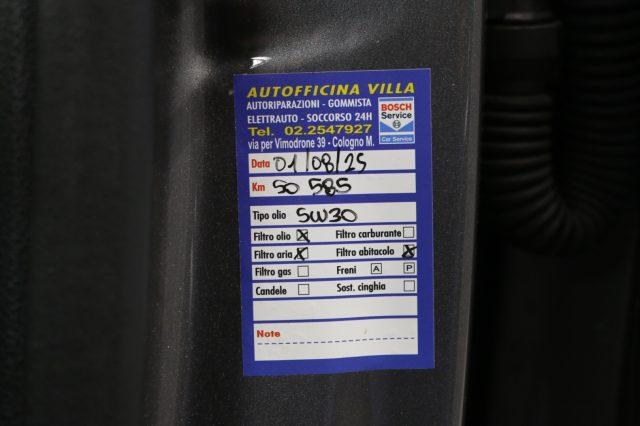 AUTOFFICINA VILLA
AUTORIPARAZIONI - GOMMISTA
ELETTRAUTO - SOCCORSO 24H
Tel. 02.2547927
via per Vimodrone 39 - Cologno M.
BOSCH
Service
Car Service
Data 01/08/25
Km 50 585
Tipo olio 5W30
Filtro olio Filtro carburante
Filtro aria Filtro abitacolo
Filtro gas Freni A P
Candele Sost. cinghia
Note